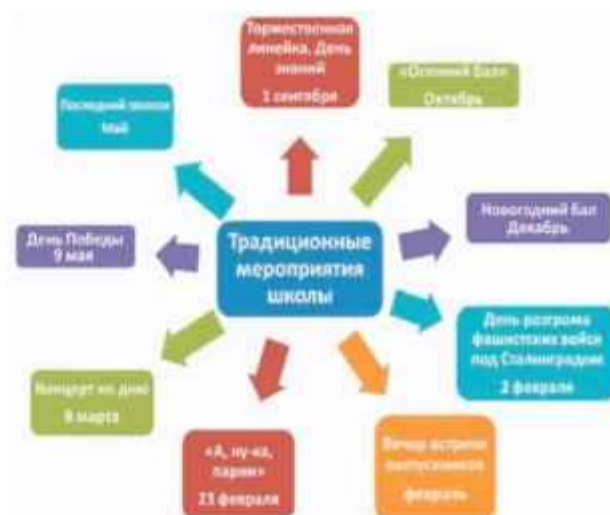 Торжественная
линейка, День
знаний
1 сентября
«Осенний бал»
Октябрь
Новогодний бал
Декабрь
День разгрома
фашистских войск
под Сталинградом
2 февраля
Вечер встречи
выпускников
февраль
«А, ну-ка,
парни»
23 февраля
Концерт ко дню
8 марта
День Победы
9 мая
Последний звонок
Май
Традиционные
мероприятия
школы